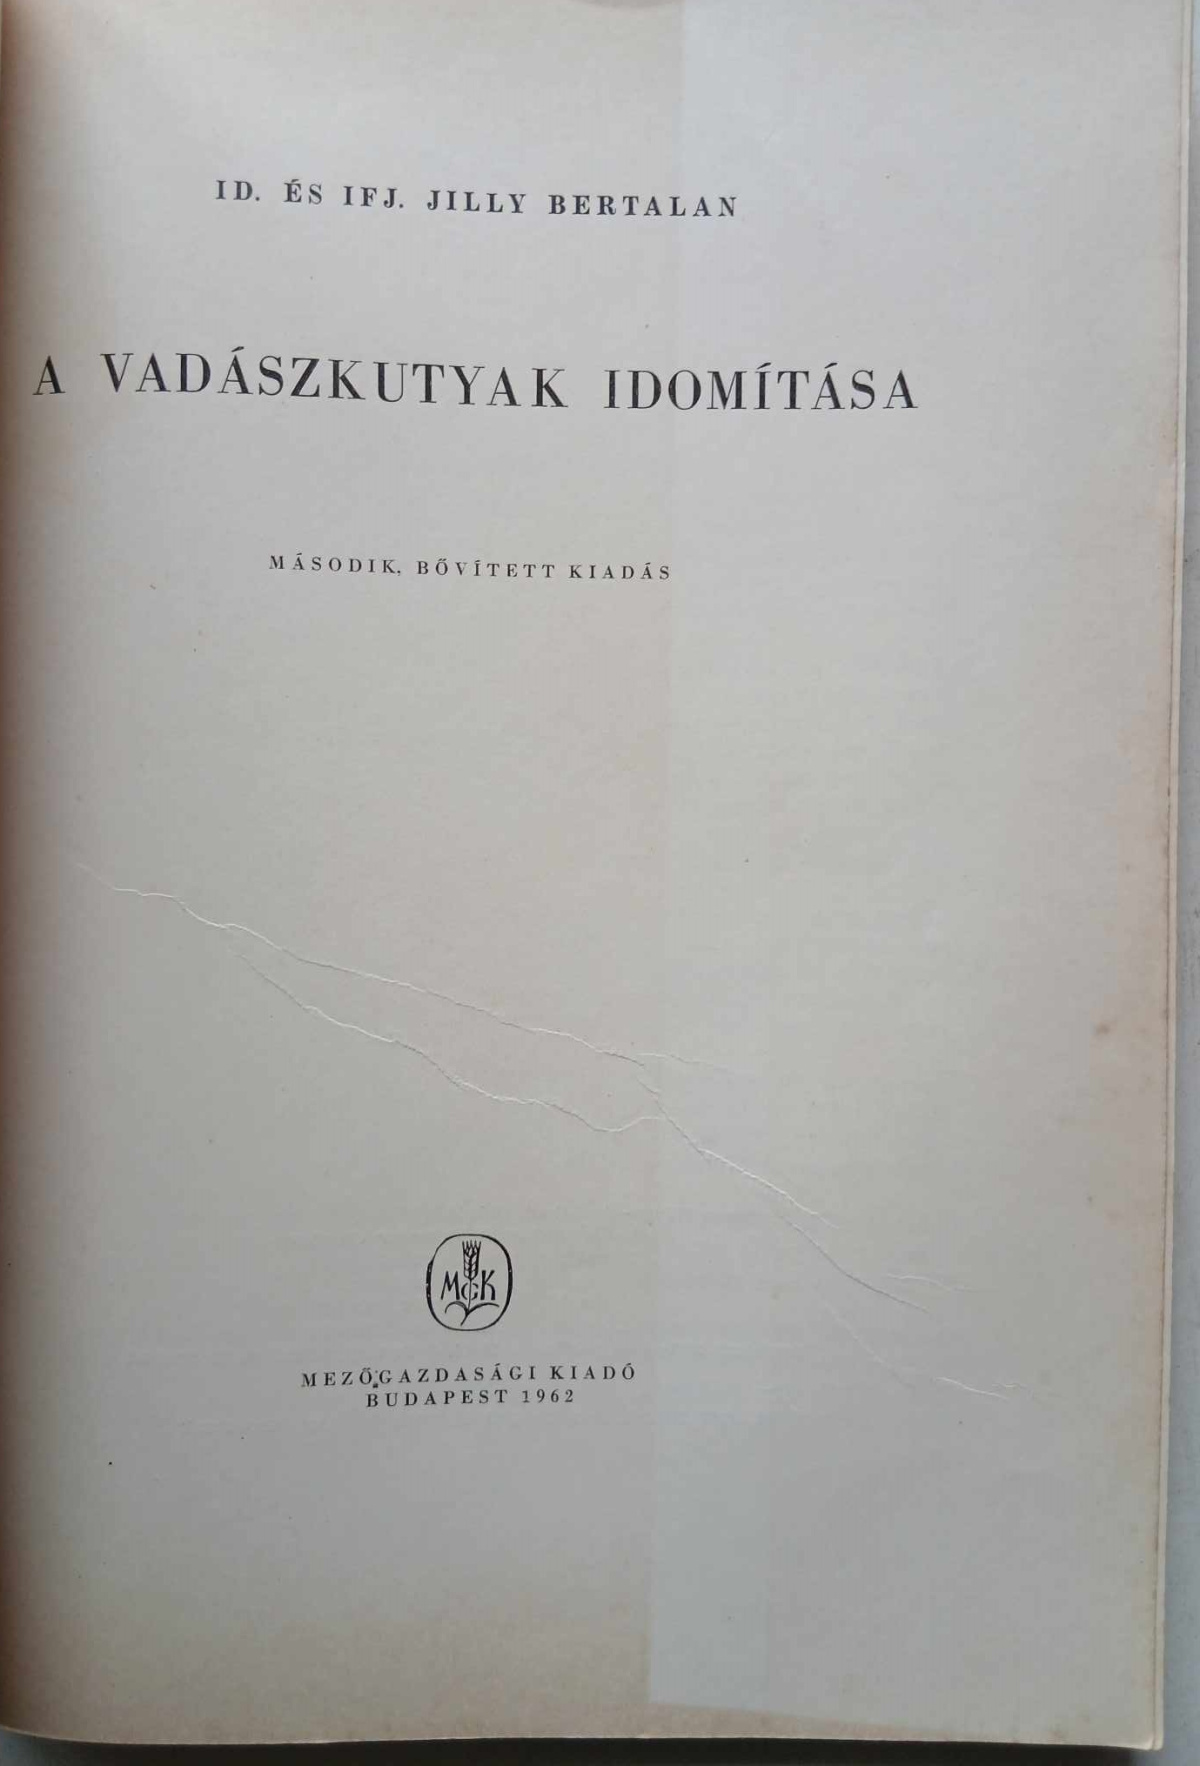 ID. ÉS IFJ. JILLY BERTALAN
A VADÁSZKUTYAK IDOMÍTÁSA
MÁSODIK, BŐVÍTETT KIADÁS
MGK
MEZŐGAZDASÁGI KIADÓ
BUDAPEST 1962